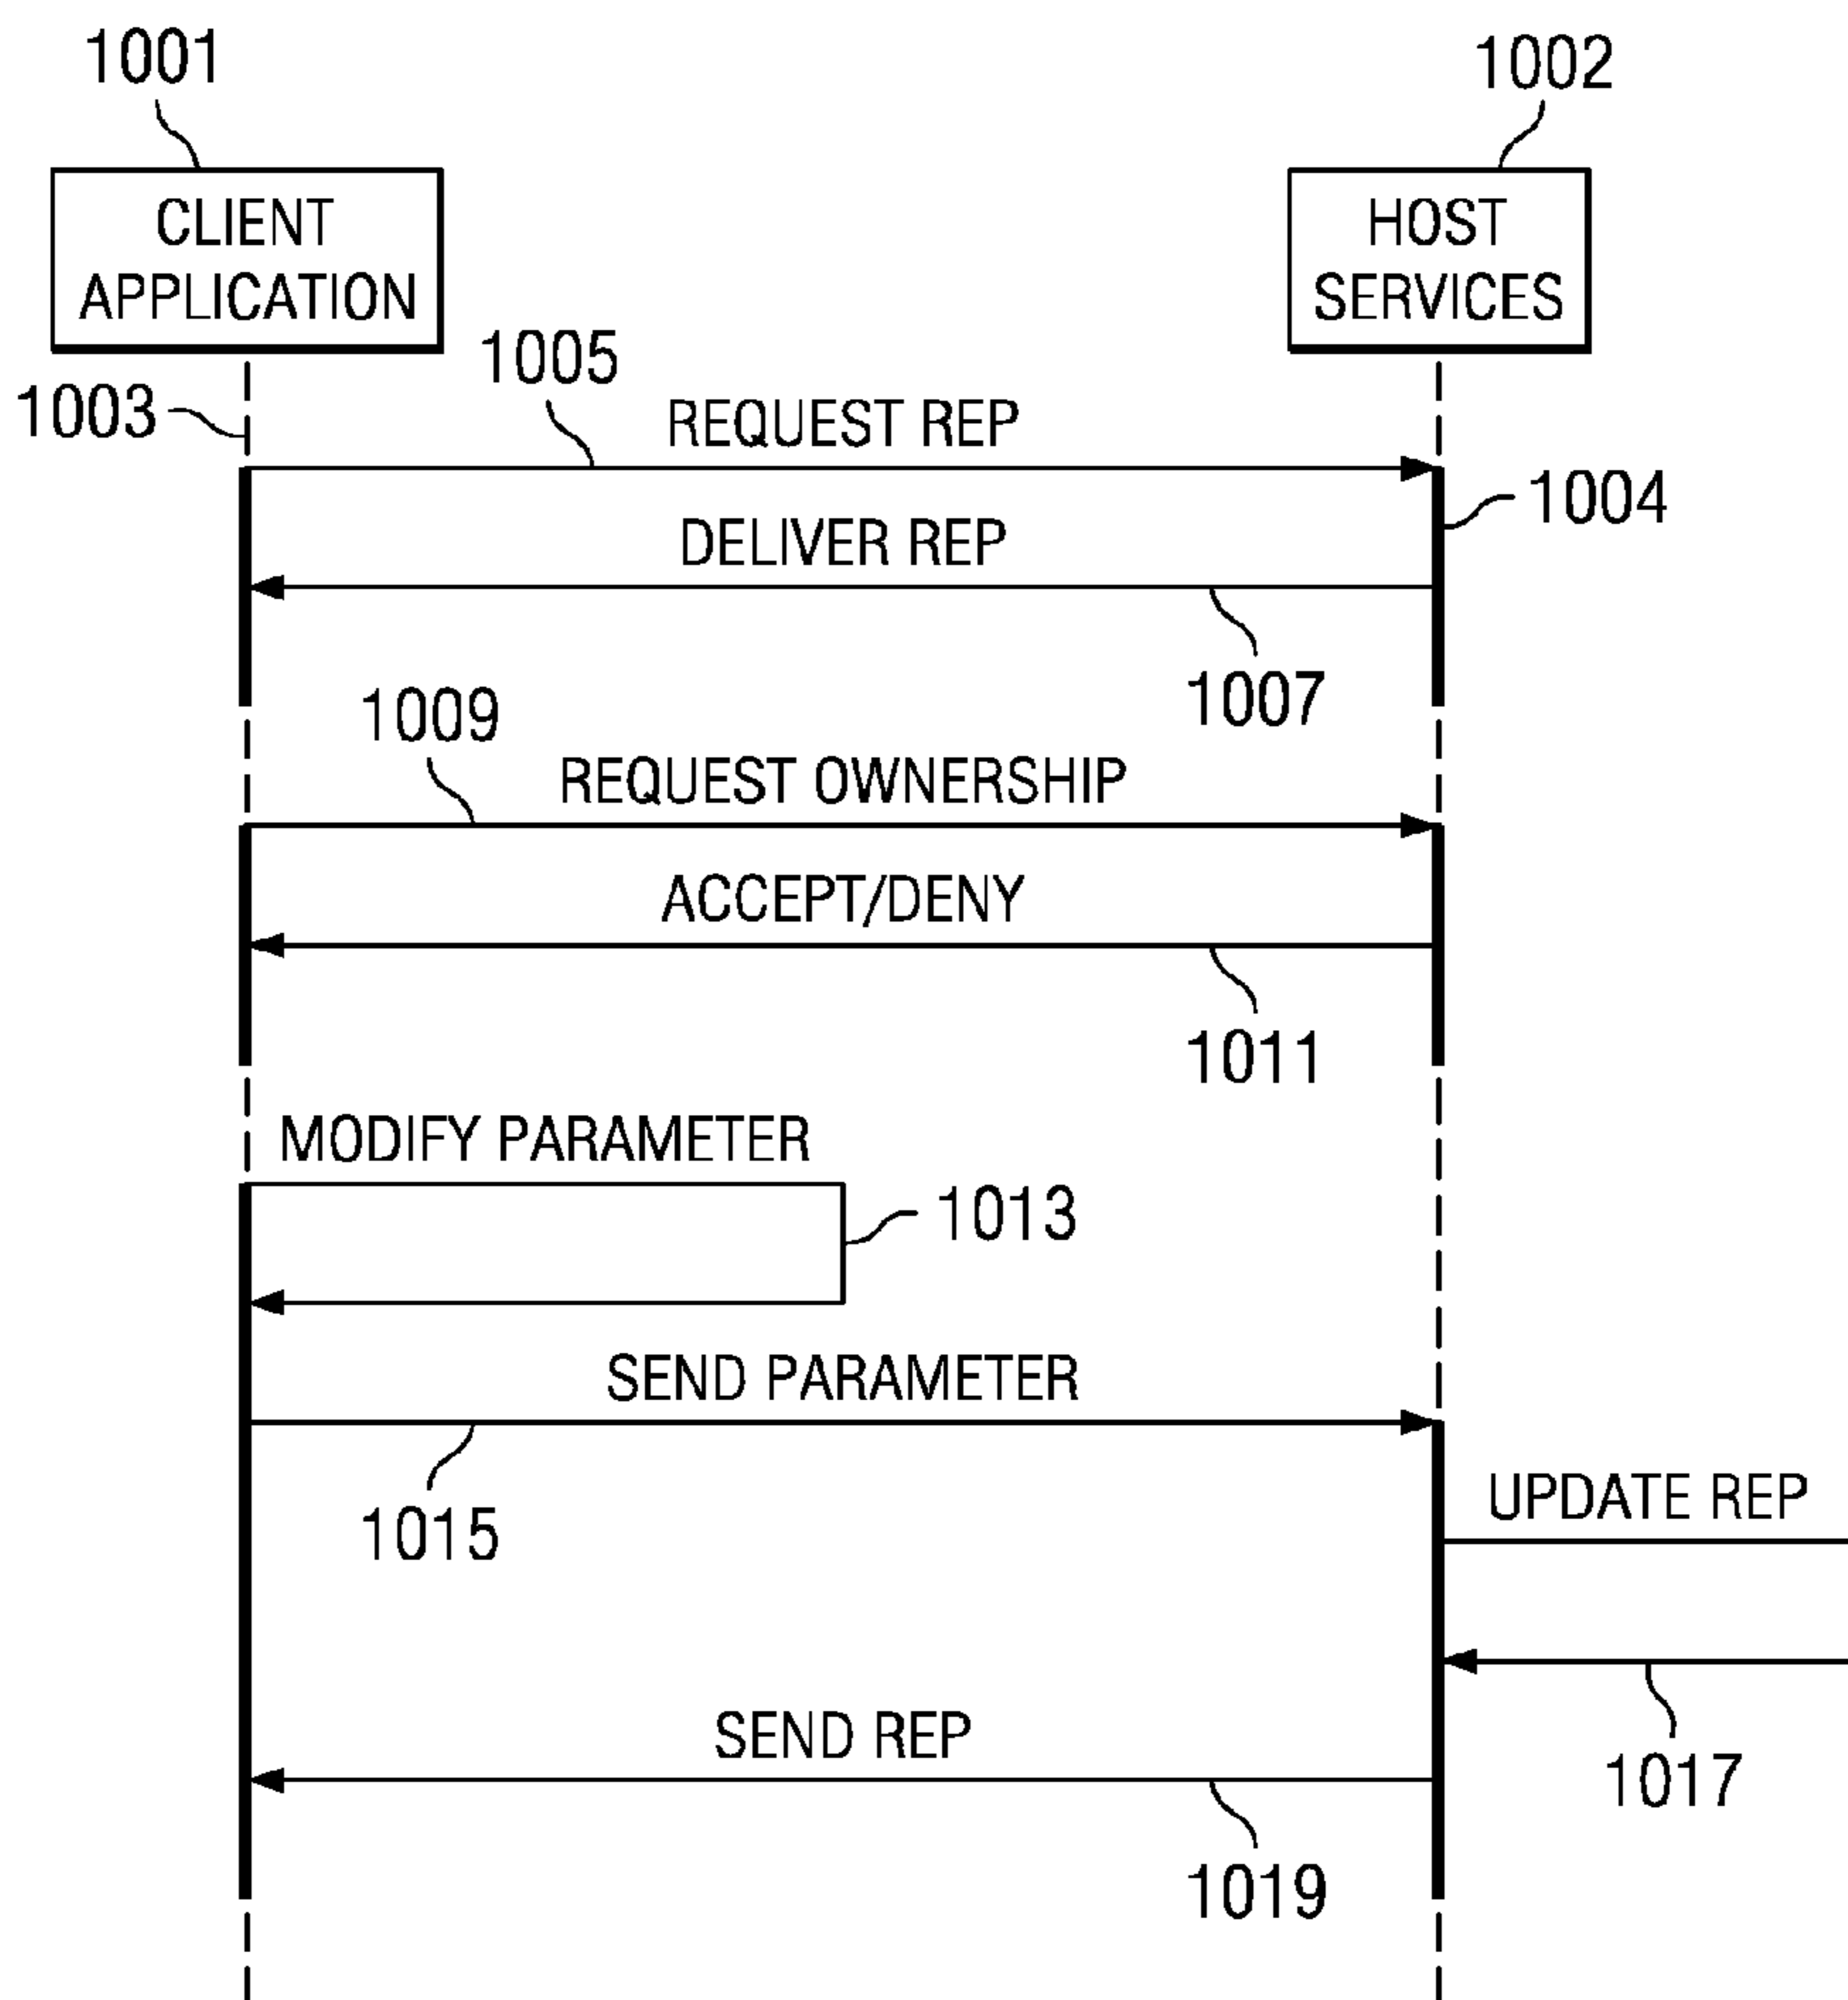 1001
1002
CLIENT
APPLICATION
HOST
SERVICES
1003
1005
REQUEST REP
1004
DELIVER REP
1007
1009
REQUEST OWNERSHIP
ACCEPT/DENY
1011
MODIFY PARAMETER
1013
SEND PARAMETER
1015
UPDATE REP
1017
SEND REP
1019